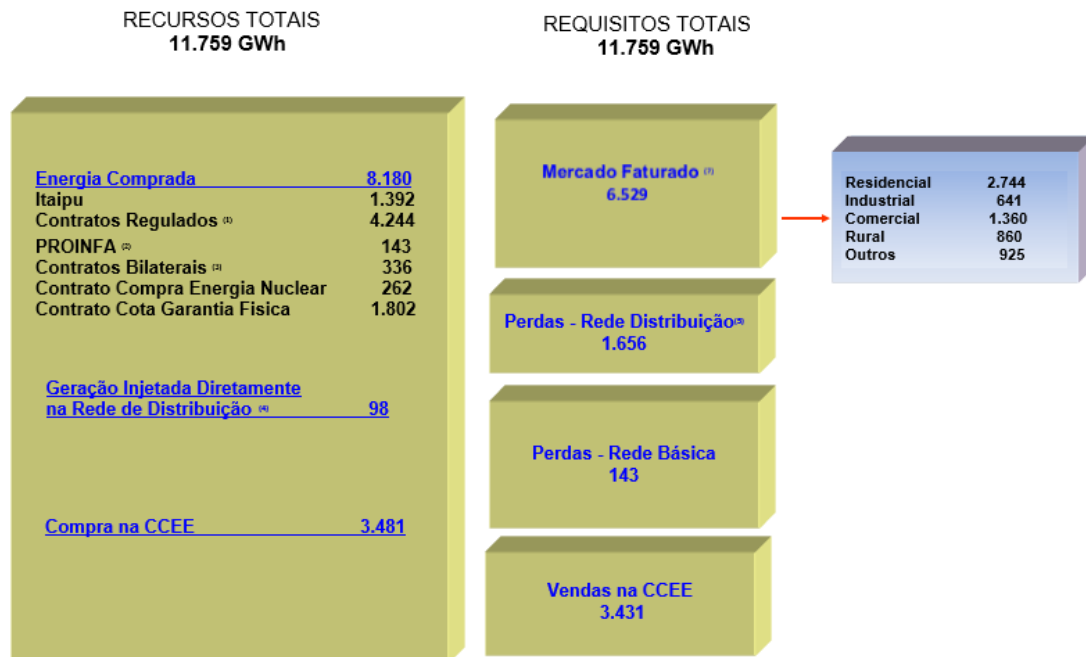 RECURSOS TOTAIS
11.759 GWh
REQUISITOS TOTAIS
11.759 GWh
Energia Comprada 8.180
Itaipu 1.392
Contratos Regulados (1) 4.244
PROINFA (2) 143
Contratos Bilaterais (3) 336
Contrato Compra Energia Nuclear 262
Contrato Cota Garantia Fisica 1.802
Geração Injetada Diretamente
na Rede de Distribuição (4) 98
Compra na CCEE 3.481
Mercado Faturado (7)
6.529
Perdas - Rede Distribuição(5)
1.656
Perdas - Rede Básica
143
Vendas na CCEE
3.431
Residencial 2.744
Industrial 641
Comercial 1.360
Rural 860
Outros 925